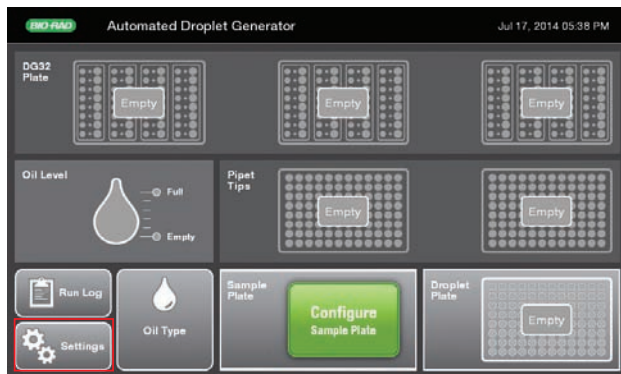 BIO-RAD Automated Droplet Generator Jul 17, 2014 05:38 PM
DG32
Plate
Empty Empty Empty
Oil Level
Full
Empty
Pipet
Tips
Empty Empty
Run Log
Settings
Oil Type
Sample
Plate
Configure
Sample Plate
Droplet
Plate
Empty